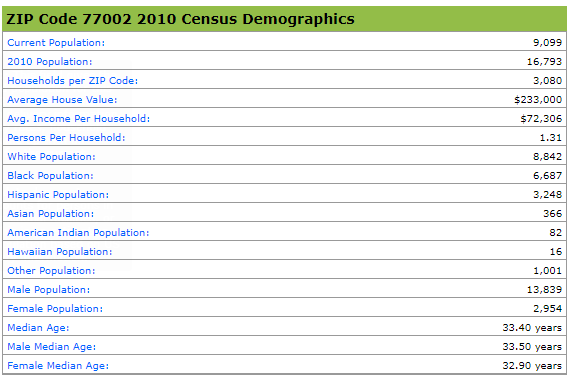 ZIP Code 77002 2010 Census Demographics
Current Population: 9,099
2010 Population: 16,793
Households per ZIP Code: 3,080
Average House Value: $233,000
Avg. Income Per Household: $72,306
Persons Per Household: 1.31
White Population: 8,842
Black Population: 6,687
Hispanic Population: 3,248
Asian Population: 366
American Indian Population: 82
Hawaiian Population: 16
Other Population: 1,001
Male Population: 13,839
Female Population: 2,954
Median Age: 33.40 years
Male Median Age: 33.50 years
Female Median Age: 32.90 years